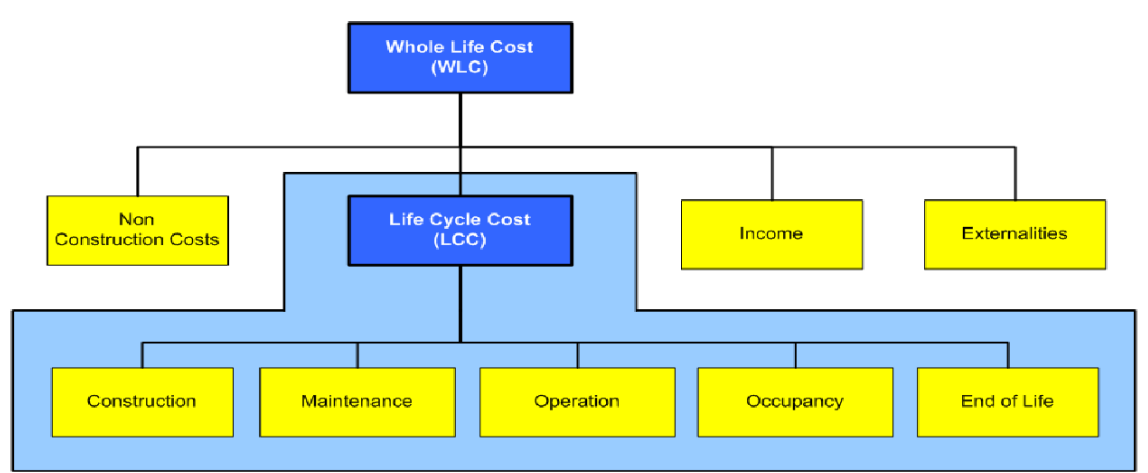 Whole Life Cost
(WLC)
Non
Construction Costs
Life Cycle Cost
(LCC)
Income
Externalities
Construction
Maintenance
Operation
Occupancy
End of Life